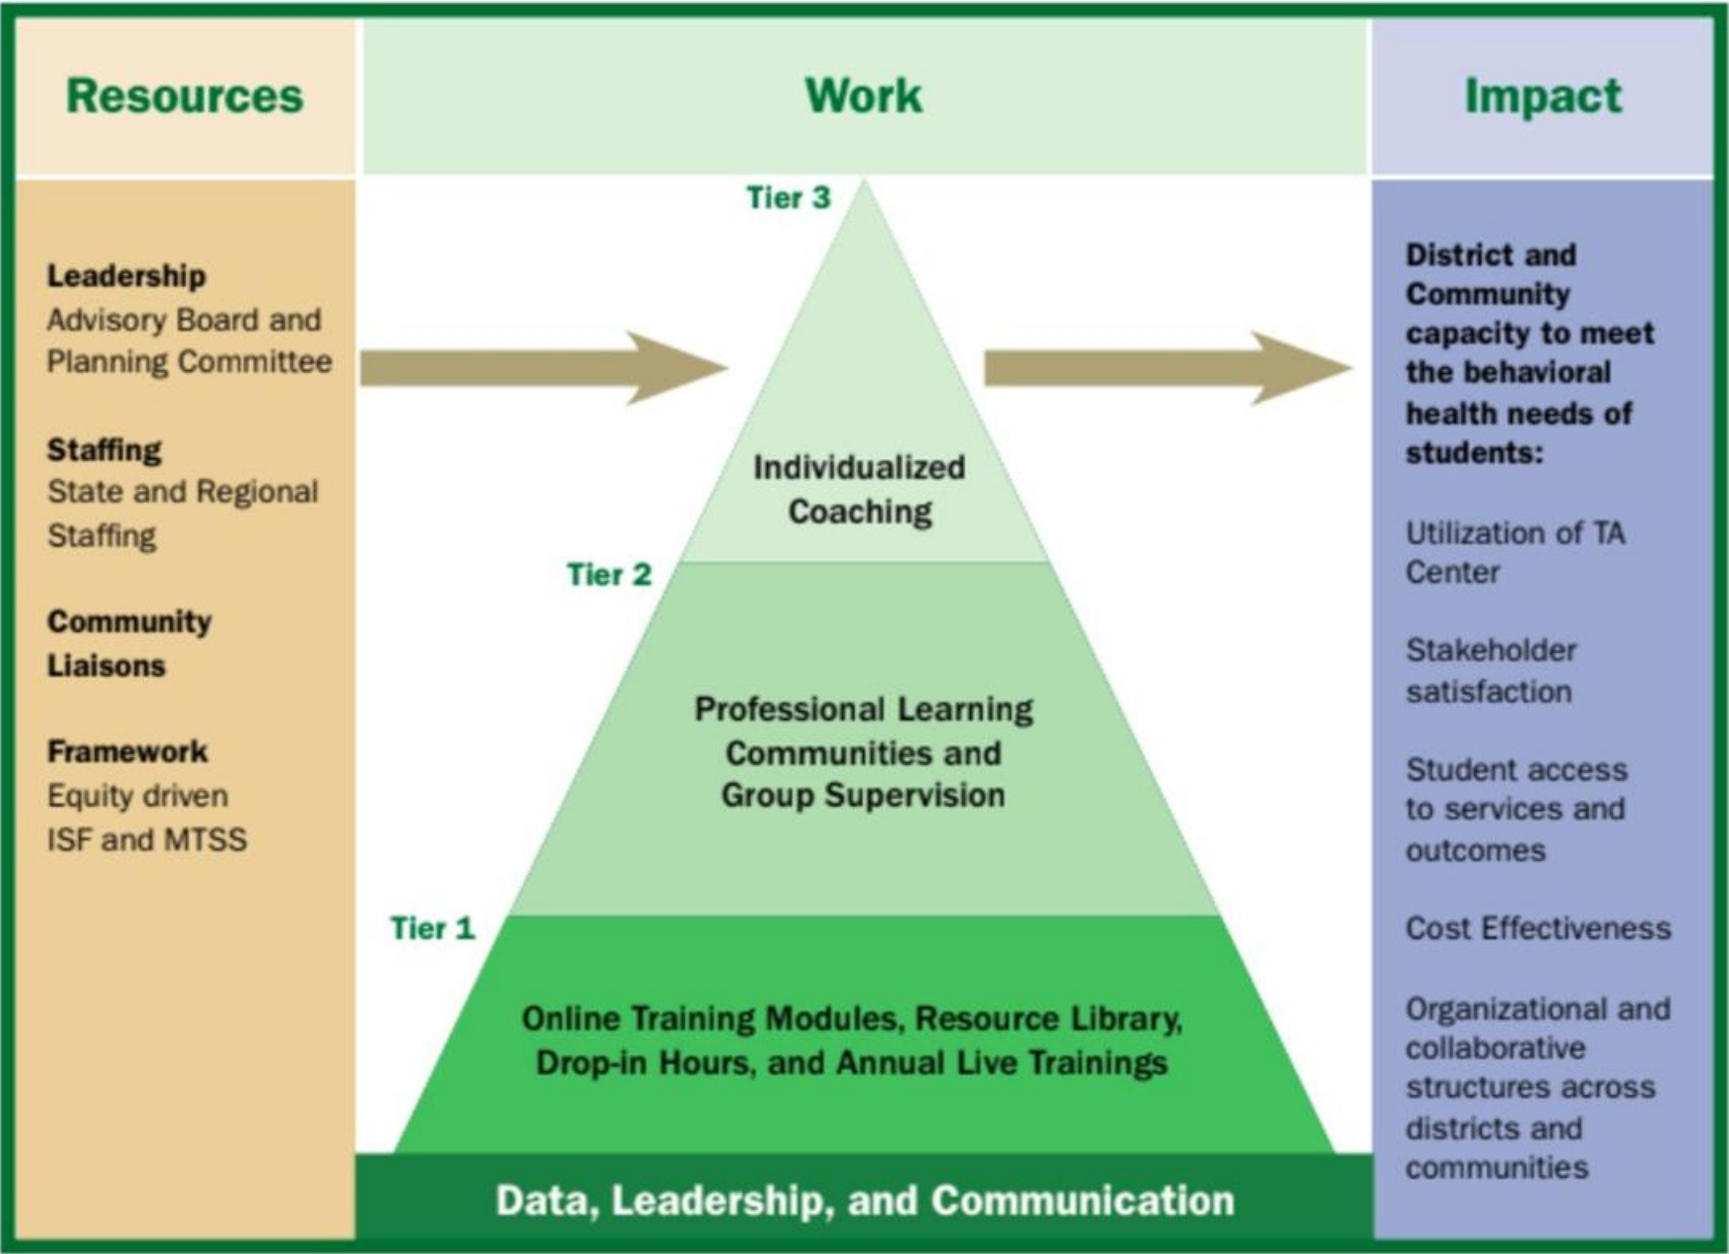 Resources
Work
Impact
Leadership
Advisory Board and
Planning Committee
Staffing
State and Regional
Staffing
Community
Liaisons
Framework
Equity driven
ISF and MTSS
Tier 3
Individualized
Coaching
Tier 2
Professional Learning
Communities and
Group Supervision
Tier 1
Online Training Modules, Resource Library,
Drop-in Hours, and Annual Live Trainings
Data, Leadership, and Communication
District and
Community
capacity to meet
the behavioral
health needs of
students:
Utilization of TA
Center
Stakeholder
satisfaction
Student access
to services and
outcomes
Cost Effectiveness
Organizational and
collaborative
structures across
districts and
communities